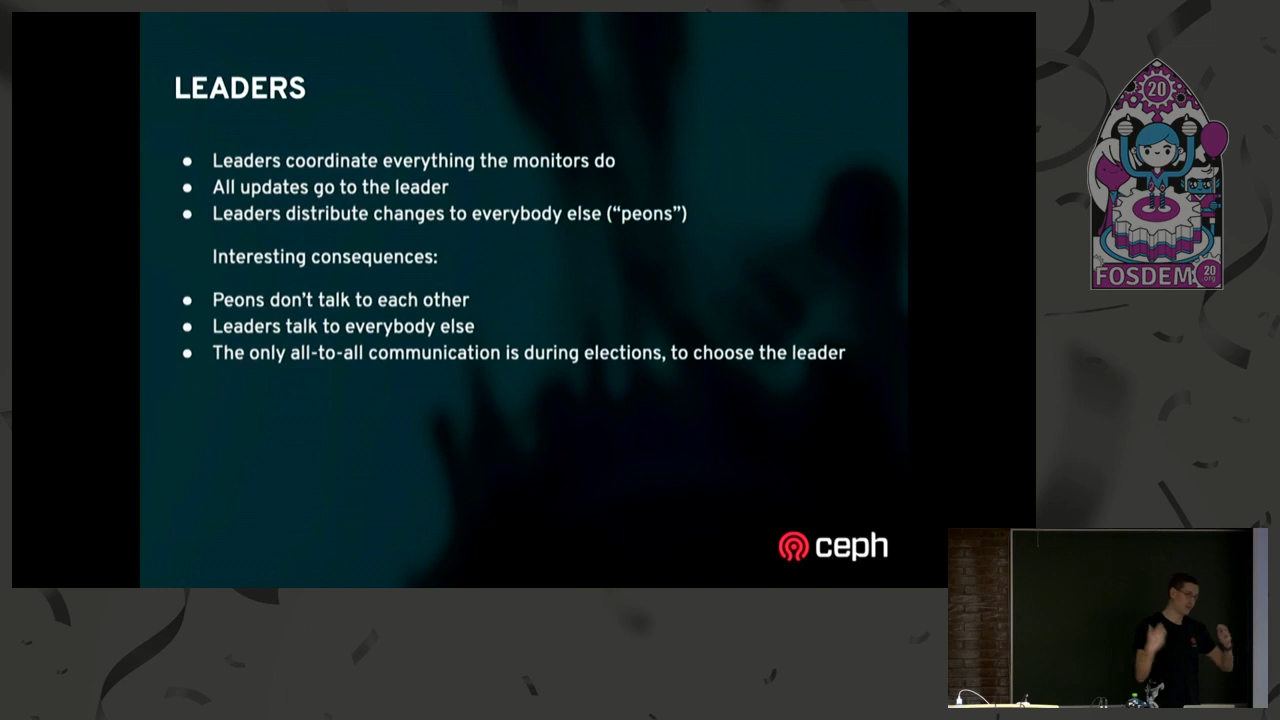 LEADERS
● Leaders coordinate everything the monitors do
● All updates go to the leader
● Leaders distribute changes to everybody else (“peons”)
Interesting consequences:
● Peons don’t talk to each other
● Leaders talk to everybody else
● The only all-to-all communication is during elections, to choose the leader
ceph
20
FOSDEM
20
.org